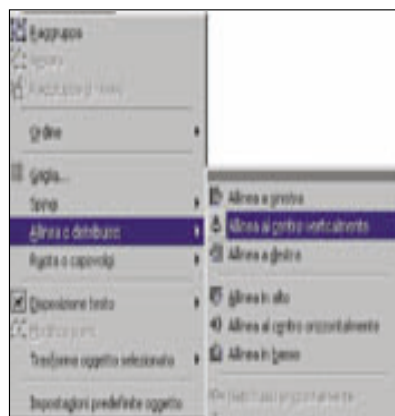 Raggruppa
Ordine
Griglia...
Spingi
Allinea o distribuisci
Ruota o capovolgi
Disposizione testo
Trasforma oggetto selezionato
Impostazioni predefinite oggetto
Allinea a sinistra
Allinea al centro verticalmente
Allinea a destra
Allinea in alto
Allinea al centro orizzontalmente
Allinea in basso